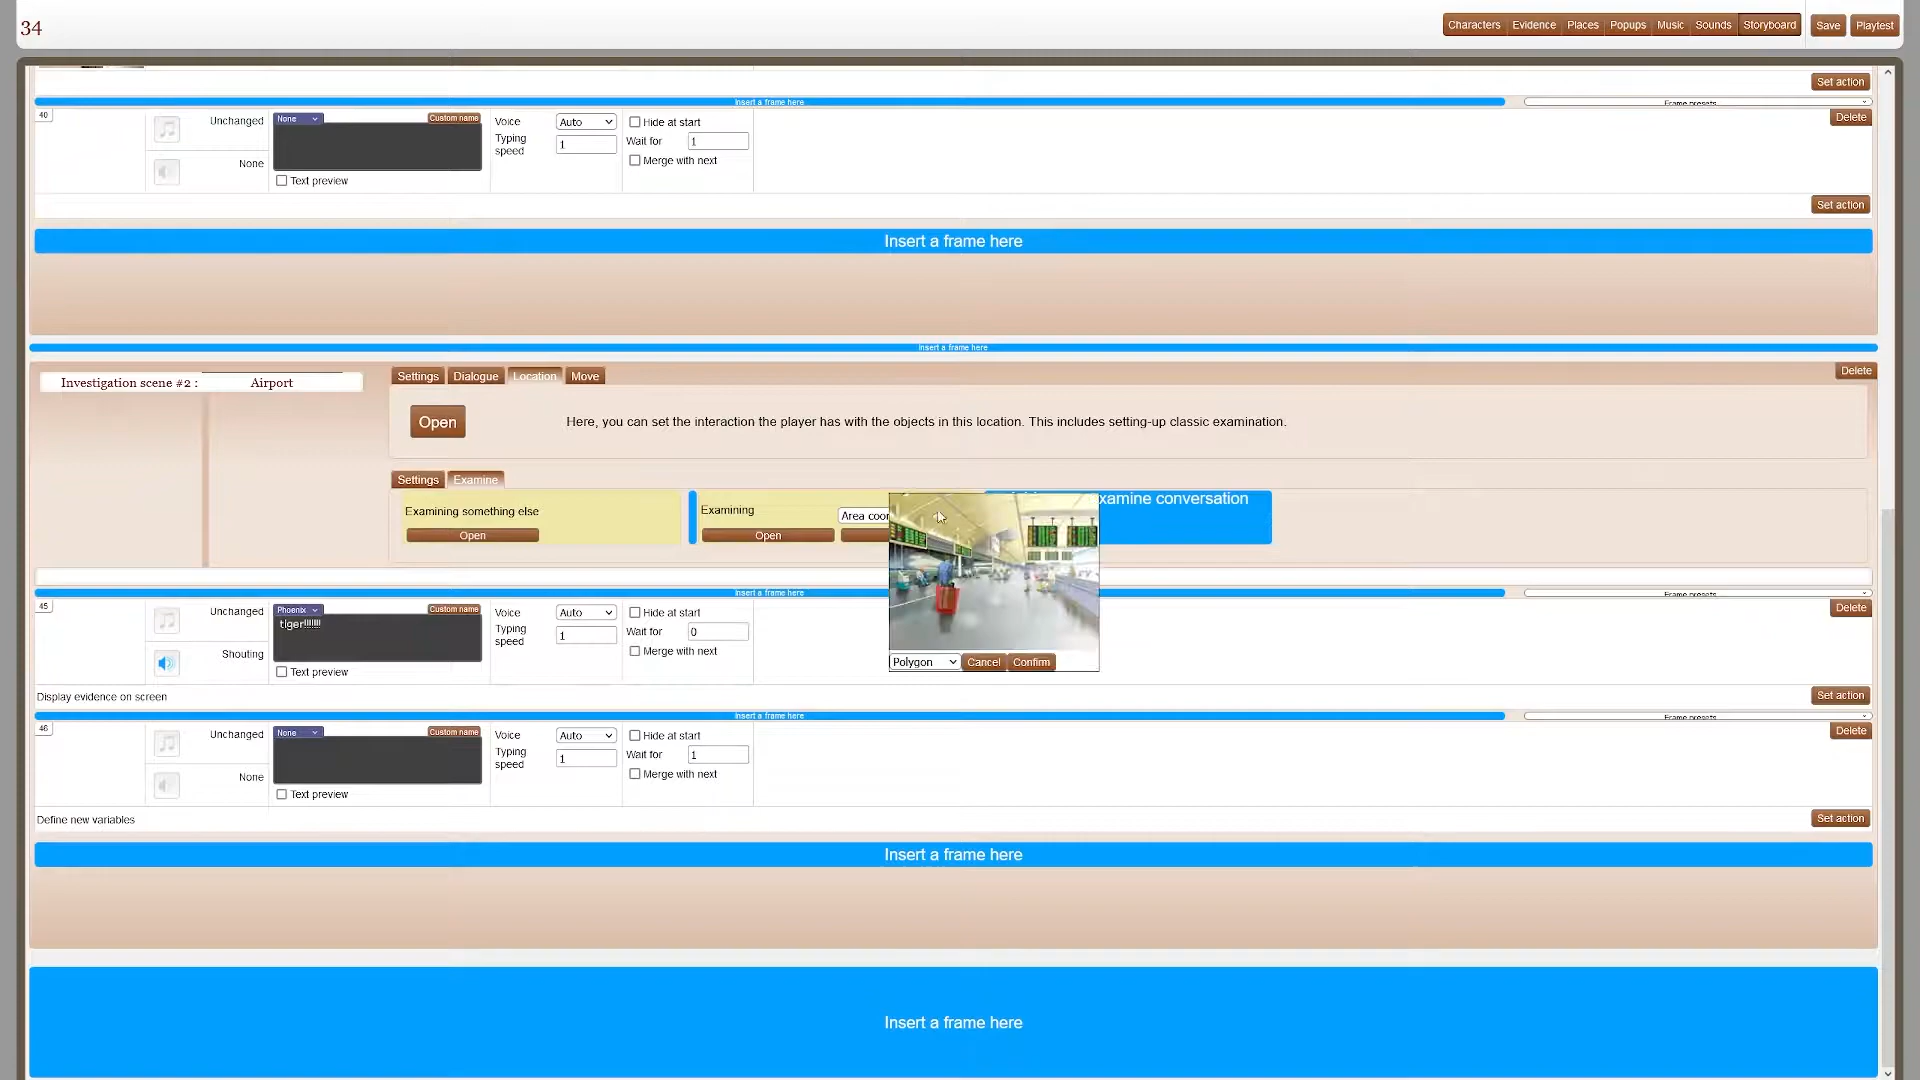 34
Characters Evidence Places Popups Music Sounds Storyboard Save Playtest
Set action
Insert a frame here
Frame presets
40
Unchanged
None
None
Custom name
Text preview
Voice Auto
Typing speed 1
Hide at start
Wait for 1
Merge with next
Delete
Set action
Insert a frame here
Insert a frame here
Investigation scene #2 : Airport
Settings Dialogue Location Move
Delete
Open
Here, you can set the interaction the player has with the objects in this location. This includes setting-up classic examination.
Settings Examine
Examining something else
Open
Examining
Area coor
Open
xamine conversation
Polygon Cancel Confirm
Insert a frame here
Frame presets
45
Unchanged
Shouting
Phoenix
Custom name
tiger!!!!!!!
Text preview
Voice Auto
Typing speed 1
Hide at start
Wait for 0
Merge with next
Delete
Display evidence on screen
Set action
Insert a frame here
Frame presets
46
Unchanged
None
None
Custom name
Text preview
Voice Auto
Typing speed 1
Hide at start
Wait for 1
Merge with next
Delete
Define new variables
Set action
Insert a frame here
Insert a frame here